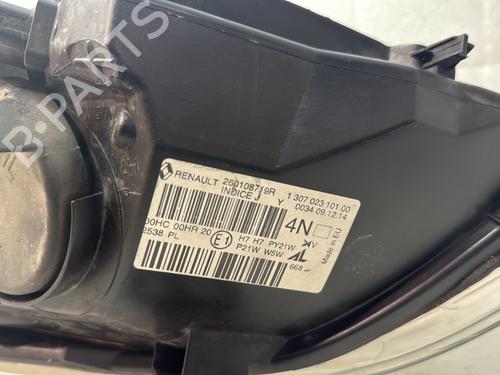 B-PARTS
RENAULT 260108719R 1 307 023 101 00
INDICE J Y 0034 09.12.14
4N
00HC 00HR 20 E1 H7 H7 PY21W
2538 PL P21W W5W 668
Made in EU